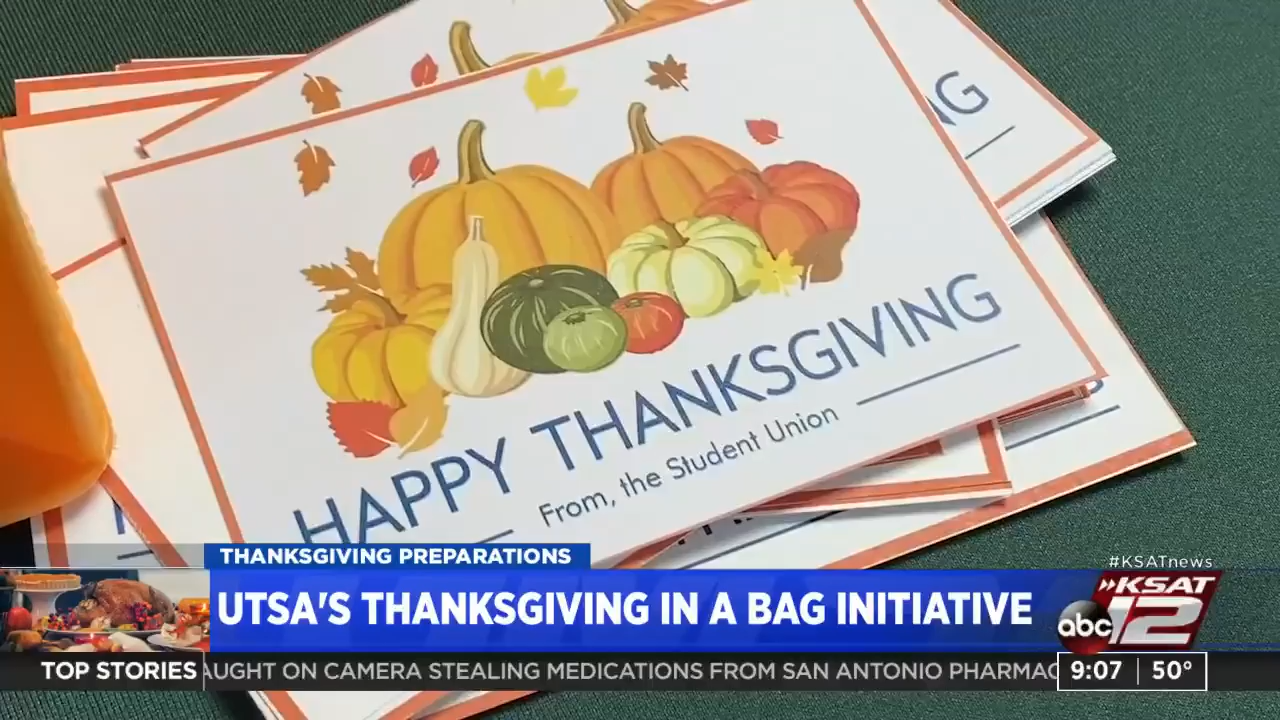 HAPPY THANKSGIVING
From, the Student Union
NG
#KSATnews
THANKSGIVING PREPARATIONS
UTSA'S THANKSGIVING IN A BAG INITIATIVE
KSAT
abc 12
TOP STORIES AUGHT ON CAMERA STEALING MEDICATIONS FROM SAN ANTONIO PHARMAC 9:07 50°